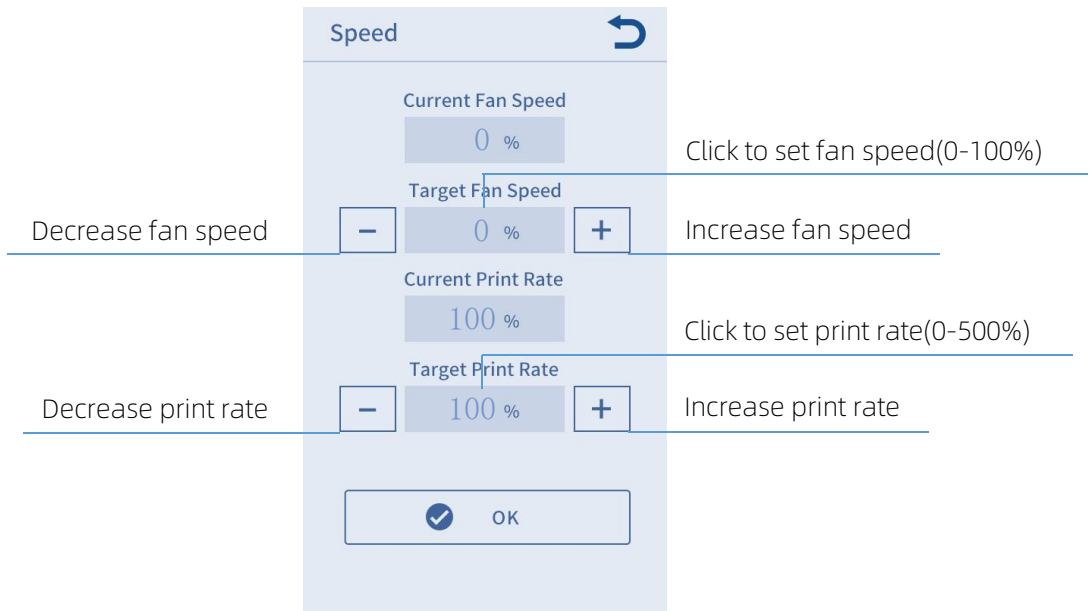 Speed
Current Fan Speed
0 %
Click to set fan speed(0-100%)
Target Fan Speed
Decrease fan speed
−
0 %
+
Increase fan speed
Current Print Rate
100 %
Click to set print rate(0-500%)
Target Print Rate
Decrease print rate
−
100 %
+
Increase print rate
OK